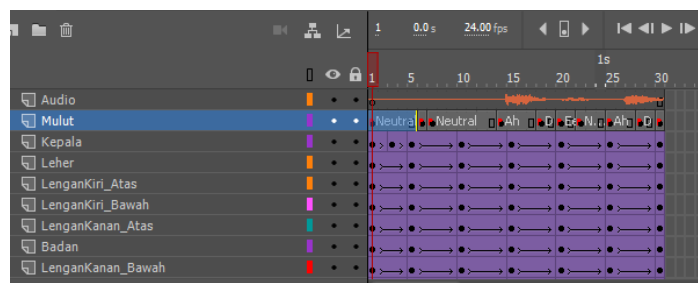 1 0.0 s 24.00 fps
1s
1 5 10 15 20 25 30
Audio
Mulut Neutral Neutral Ah D Ee N.. Ah D
Kepala
Leher
LenganKiri_Atas
LenganKiri_Bawah
LenganKanan_Atas
Badan
LenganKanan_Bawah